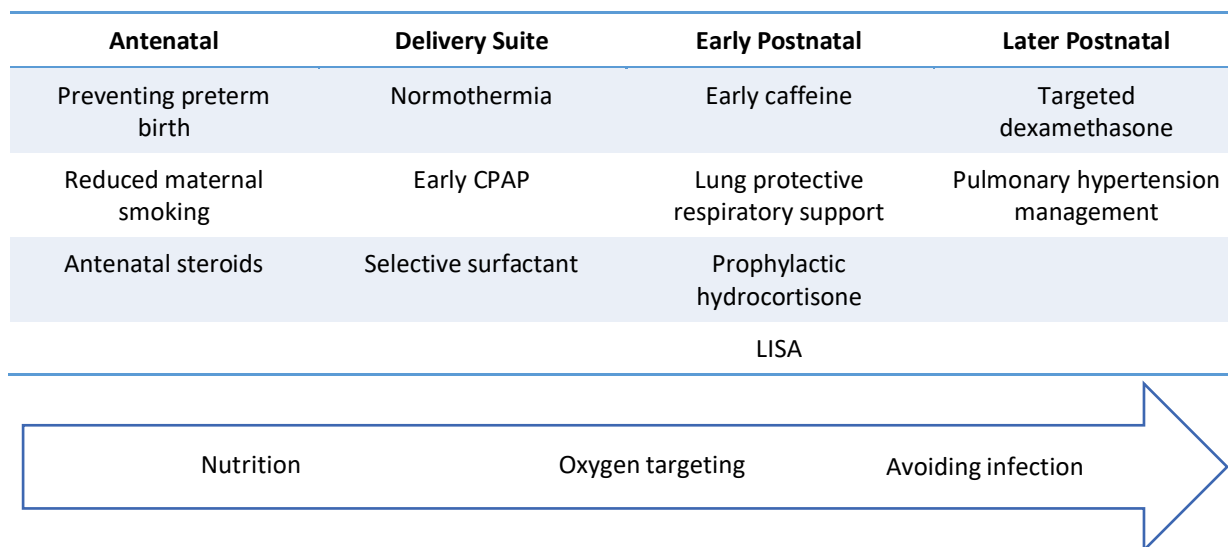 Antenatal Delivery Suite Early Postnatal Later Postnatal
Preventing preterm birth Normothermia Early caffeine Targeted dexamethasone
Reduced maternal smoking Early CPAP Lung protective respiratory support Pulmonary hypertension management
Antenatal steroids Selective surfactant Prophylactic hydrocortisone
LISA
Nutrition Oxygen targeting Avoiding infection